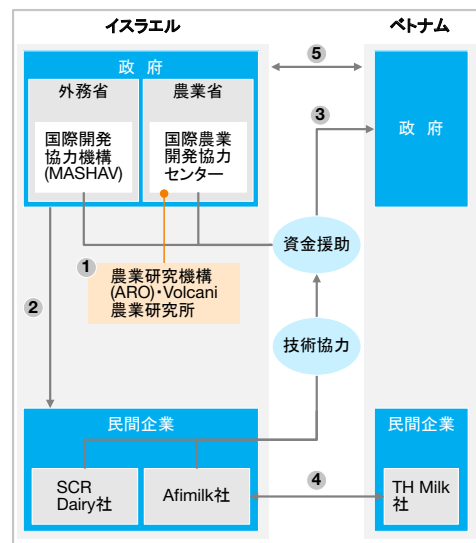 イスラエル
ベトナム
政 府
外務省
農業省
国際開発
協力機構
(MASHAV)
国際農業
開発協力
センター
5
3
政 府
資金援助
1
農業研究機構
(ARO)・Volcani
農業研究所
2
技術協力
民間企業
SCR
Dairy社
Afimilk社
4
民間企業
TH Milk
社